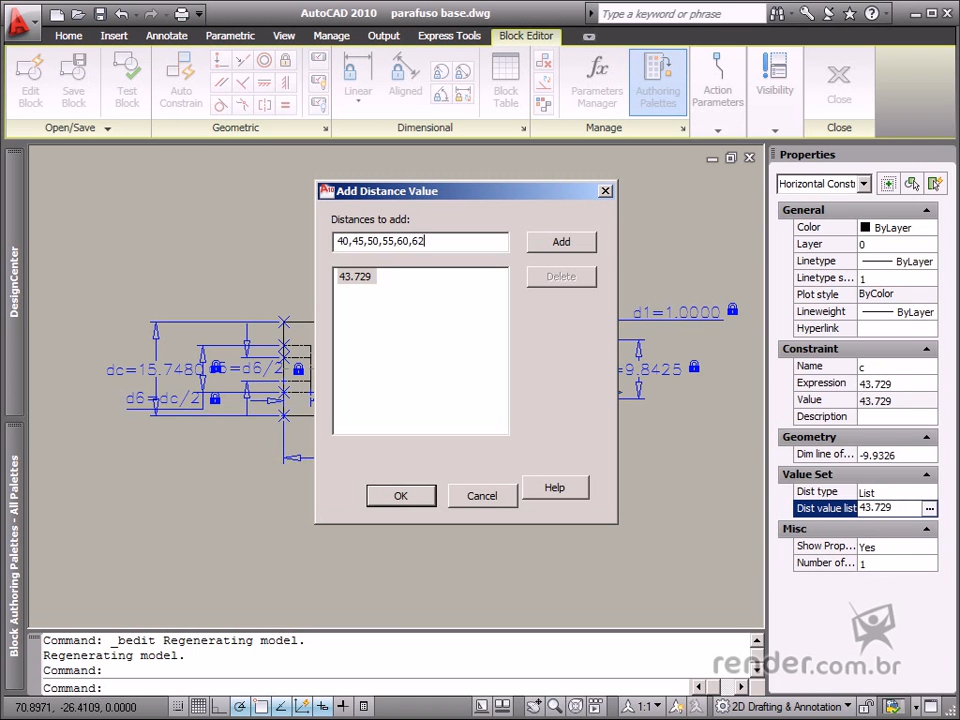 AutoCAD 2010 parafuso base.dwg
Type a keyword or phrase
Home Insert Annotate Parametric View Manage Output Express Tools Block Editor
Edit Block
Save Block
Test Block
Auto Constrain
Linear
Aligned
Block Table
Parameters Manager
Authoring Palettes
Action Parameters
Visibility
Close
Open/Save
Geometric
Dimensional
Manage
Close
DesignCenter
Block Authoring Palettes - All Palettes
dc=15.7480
d6=dc/2
=d6/2
d1=1.0000
=9.8425
Add Distance Value
Distances to add:
40,45,50,55,60,62
Add
43.729
Delete
OK
Cancel
Help
Properties
Horizontal Constr
General
Color ByLayer
Layer 0
Linetype ByLayer
Linetype s... 1
Plot style ByColor
Lineweight ByLayer
Hyperlink
Constraint
Name c
Expression 43.729
Value 43.729
Description
Geometry
Dim line of... -9.9326
Value Set
Dist type List
Dist value list 43.729 ...
Misc
Show Prop... Yes
Number of... 1
Command: _bedit Regenerating model.
Regenerating model.
Command:
Command:
render.com.br
70.8971, -26.4109, 0.0000
1:1
2D Drafting & Annotation